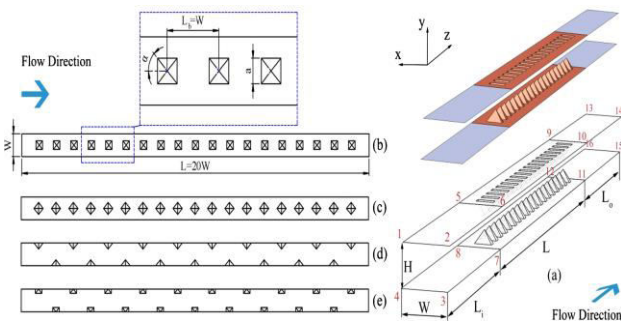 L_b=W
Flow Direction
α
a
W
(b)
L=20W
(c)
(d)
(e)
y
z
x
13
14
9
10
16
15
5
6
12
11
1
2
8
7
H
4
W
3
L_i
L
L_o
(a)
Flow Direction